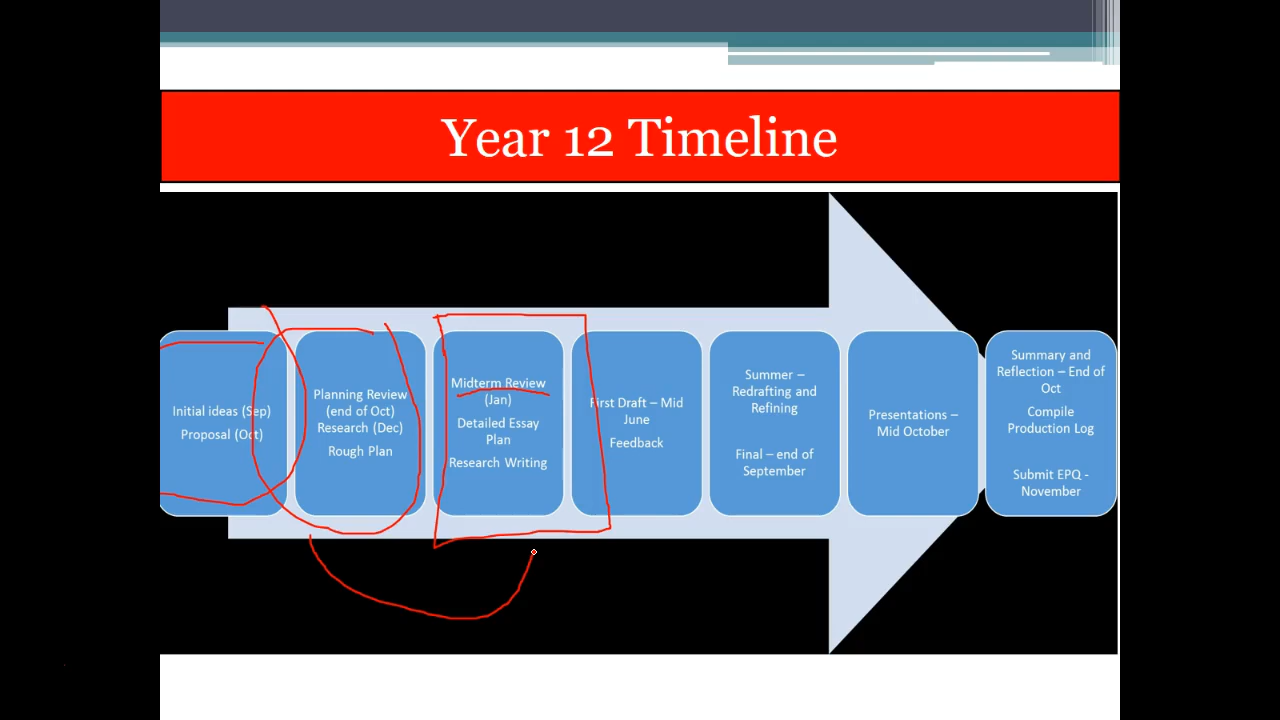 Year 12 Timeline
Initial ideas (Sep)
Proposal (Oct)
Planning Review
(end of Oct)
Research (Dec)
Rough Plan
Midterm Review
(Jan)
Detailed Essay
Plan
Research Writing
First Draft – Mid
June
Feedback
Summer –
Redrafting and
Refining
Final – end of
September
Presentations –
Mid October
Summary and
Reflection – End of
Oct
Compile
Production Log
Submit EPQ -
November